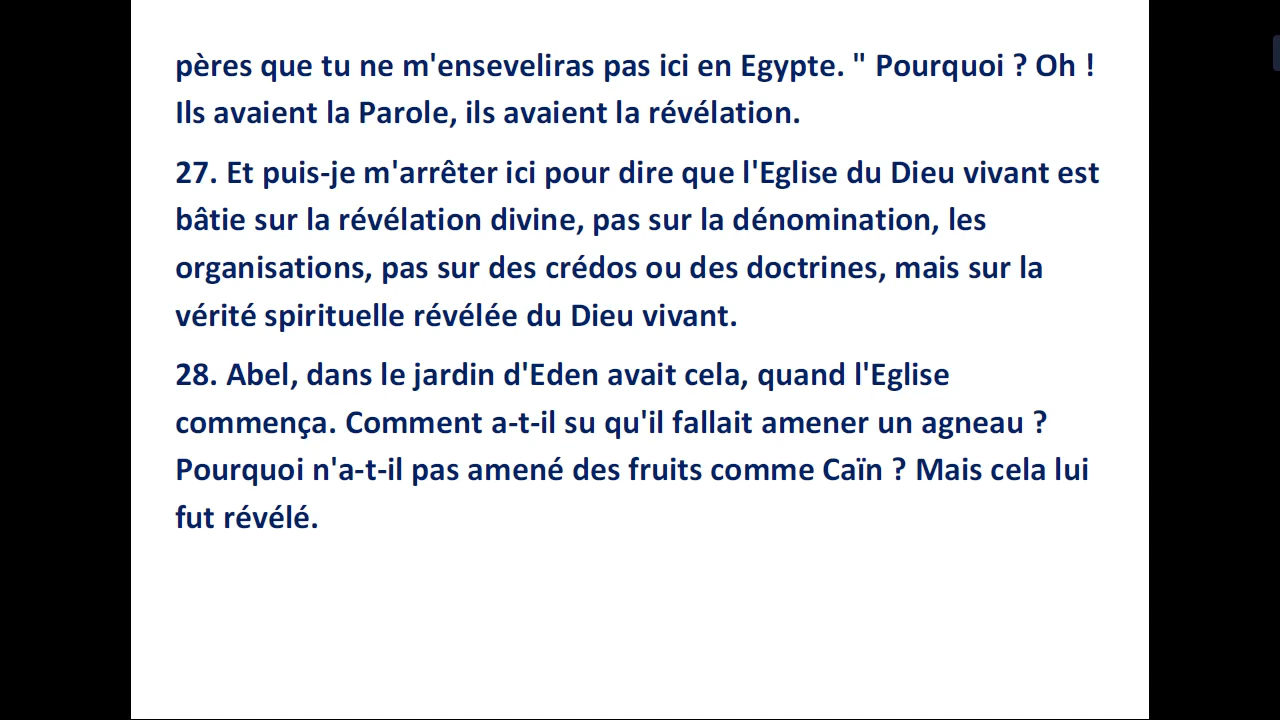 pères que tu ne m'enseveliras pas ici en Egypte. " Pourquoi ? Oh !
Ils avaient la Parole, ils avaient la révélation.
27. Et puis-je m'arrêter ici pour dire que l'Eglise du Dieu vivant est
bâtie sur la révélation divine, pas sur la dénomination, les
organisations, pas sur des crédos ou des doctrines, mais sur la
vérité spirituelle révélée du Dieu vivant.
28. Abel, dans le jardin d'Eden avait cela, quand l'Eglise
commença. Comment a-t-il su qu'il fallait amener un agneau ?
Pourquoi n'a-t-il pas amené des fruits comme Caïn ? Mais cela lui
fut révélé.